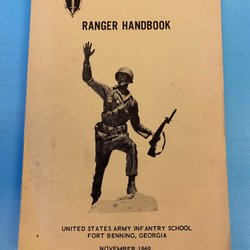 RANGER HANDBOOK
UNITED STATES ARMY INFANTRY SCHOOL
FORT BENNING, GEORGIA
NOVEMBER 1969